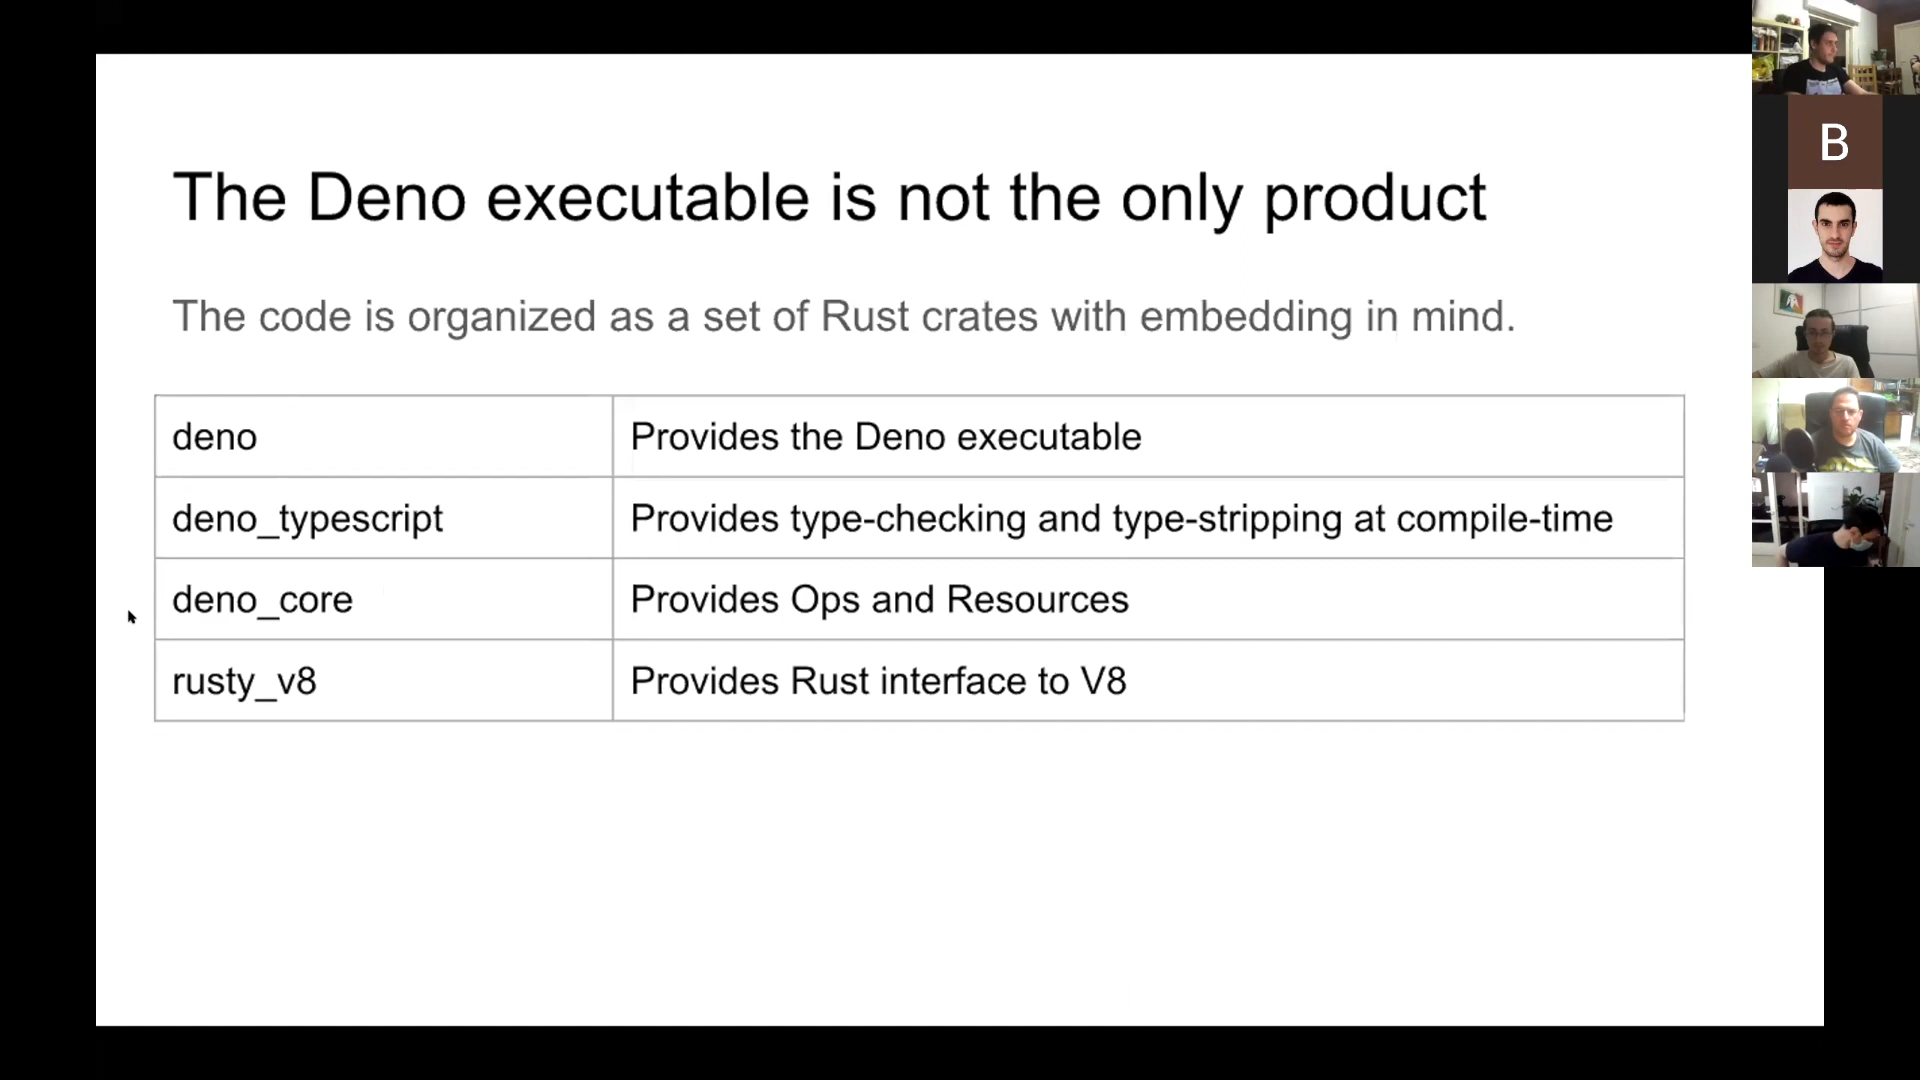 The Deno executable is not the only product
The code is organized as a set of Rust crates with embedding in mind.
deno Provides the Deno executable
deno_typescript Provides type-checking and type-stripping at compile-time
deno_core Provides Ops and Resources
rusty_v8 Provides Rust interface to V8
B